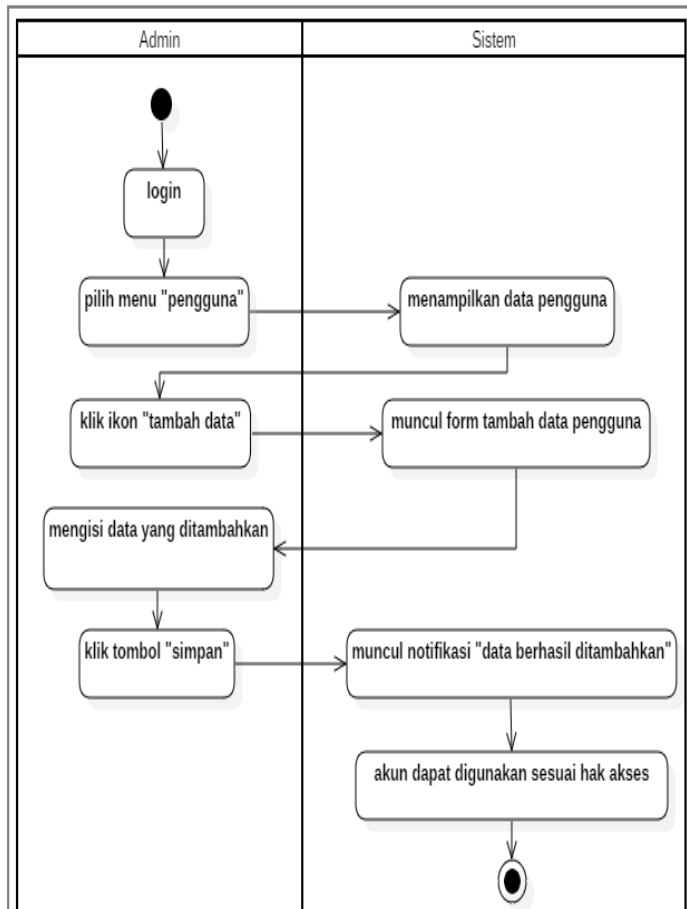 Admin
Sistem
login
pilih menu "pengguna"
menampilkan data pengguna
klik ikon "tambah data"
muncul form tambah data pengguna
mengisi data yang ditambahkan
klik tombol "simpan"
muncul notifikasi "data berhasil ditambahkan"
akun dapat digunakan sesuai hak akses